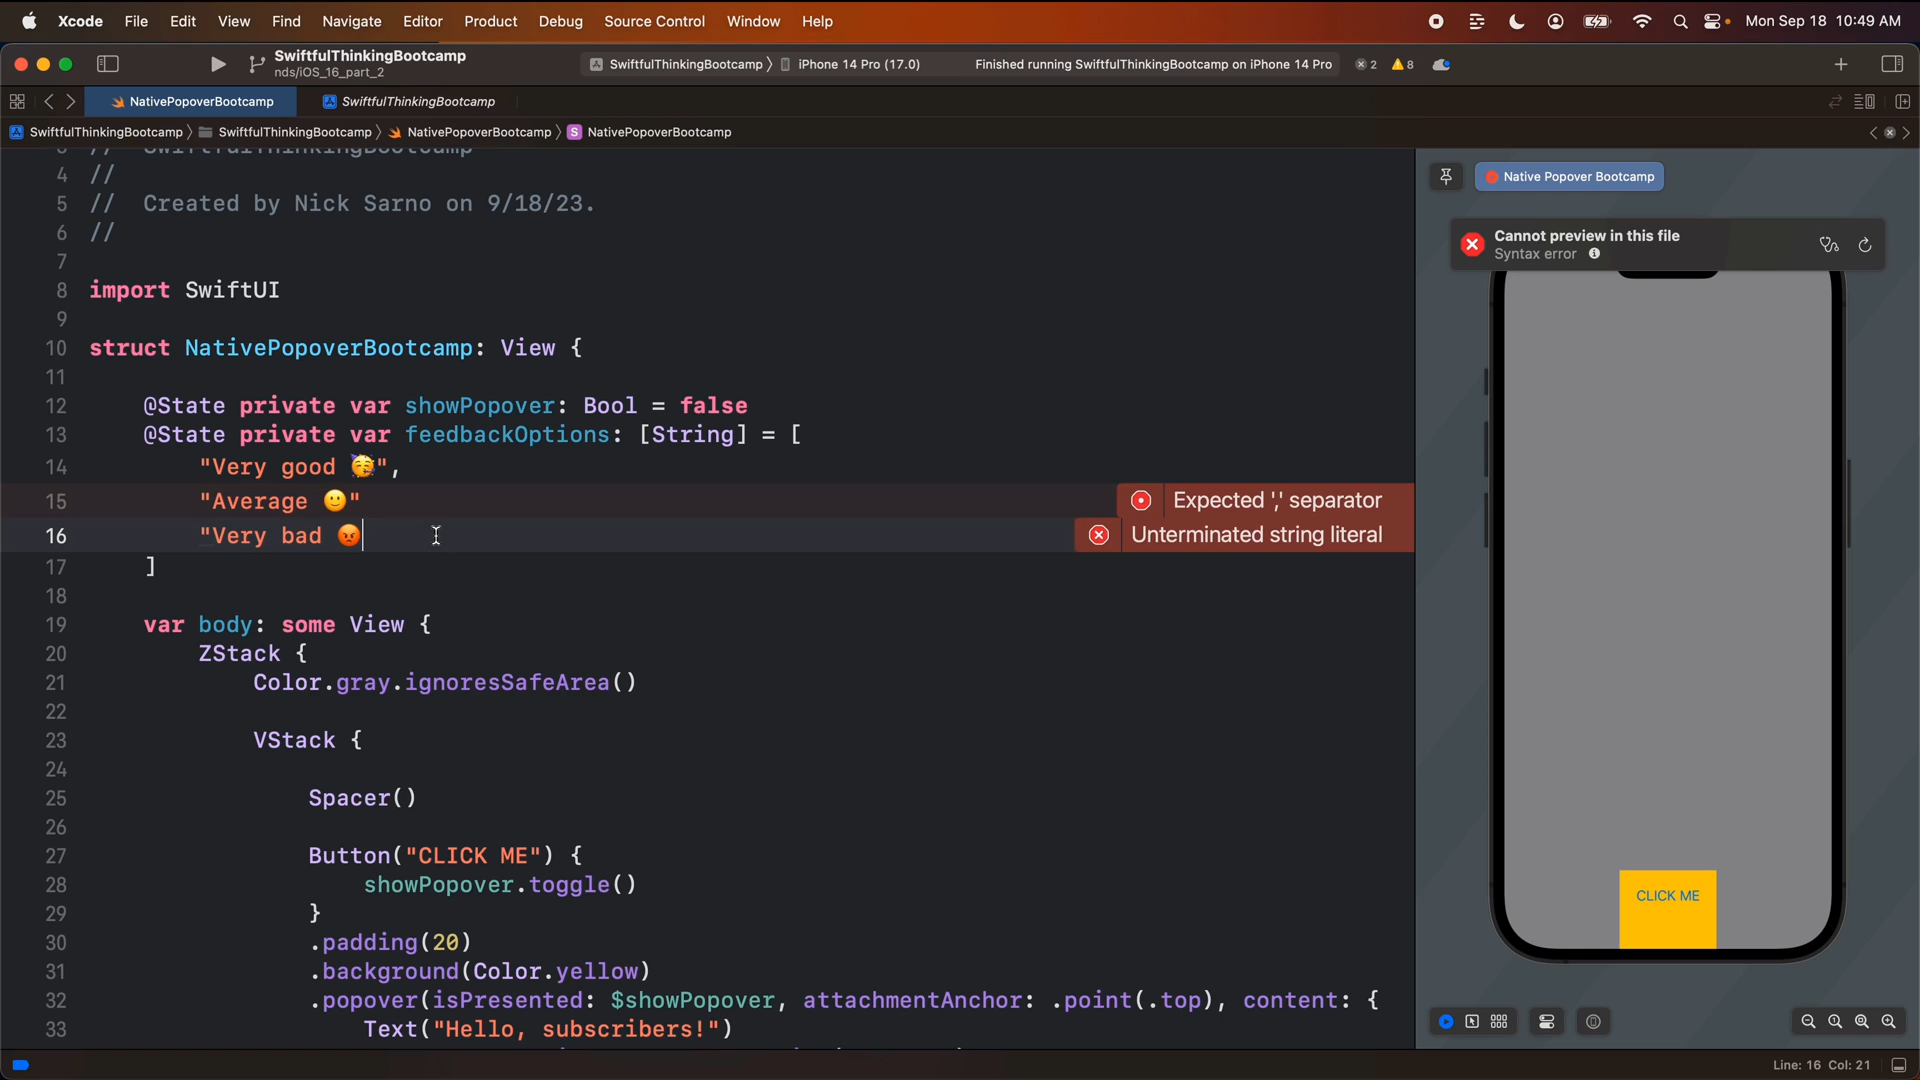 Xcode File Edit View Find Navigate Editor Product Debug Source Control Window Help Mon Sep 18 10:49 AM
SwiftfulThinkingBootcamp
nds/iOS_16_part_2
SwiftfulThinkingBootcamp 〉 iPhone 14 Pro (17.0) Finished running SwiftfulThinkingBootcamp on iPhone 14 Pro 2 8
NativePopoverBootcamp SwiftfulThinkingBootcamp
SwiftfulThinkingBootcamp 〉 SwiftfulThinkingBootcamp 〉 NativePopoverBootcamp 〉 S NativePopoverBootcamp
3 // SwiftfulThinkingBootcamp
4 //
5 // Created by Nick Sarno on 9/18/23.
6 //
7
8 import SwiftUI
9
10 struct NativePopoverBootcamp: View {
11
12 @State private var showPopover: Bool = false
13 @State private var feedbackOptions: [String] = [
14 "Very good 🥳",
15 "Average 🙂" Expected ',' separator
16 "Very bad 😡 Unterminated string literal
17 ]
18
19 var body: some View {
20 ZStack {
21 Color.gray.ignoresSafeArea()
22
23 VStack {
24
25 Spacer()
26
27 Button("CLICK ME") {
28 showPopover.toggle()
29 }
30 .padding(20)
31 .background(Color.yellow)
32 .popover(isPresented: $showPopover, attachmentAnchor: .point(.top), content: {
33 Text("Hello, subscribers!")
Native Popover Bootcamp
Cannot preview in this file
Syntax error
CLICK ME
Line: 16 Col: 21